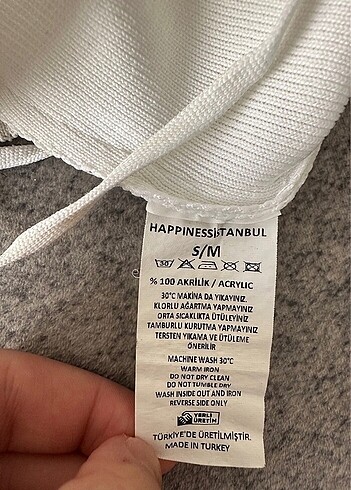 HAPPINESSİSTANBUL
S/M
30
% 100 AKRİLİK / ACRYLIC
30°C MAKİNA DA YIKAYINIZ.
KLORLU AĞARTMA YAPMAYINIZ
ORTA SICAKLIKTA ÜTÜLEYİNİZ
TAMBURLU KURUTMA YAPMAYINIZ
TERSTEN YIKAMA VE ÜTÜLEME
ÖNERİLİR
MACHINE WASH 30°C
WARM IRON
DO NOT DRY CLEAN
DO NOT TUMBLE DRY
WASH INSIDE OUT AND IRON
REVERSE SIDE ONLY
YERLİ
ÜRETİM
TÜRKİYE'DE ÜRETİLMİŞTİR.
MADE IN TURKEY